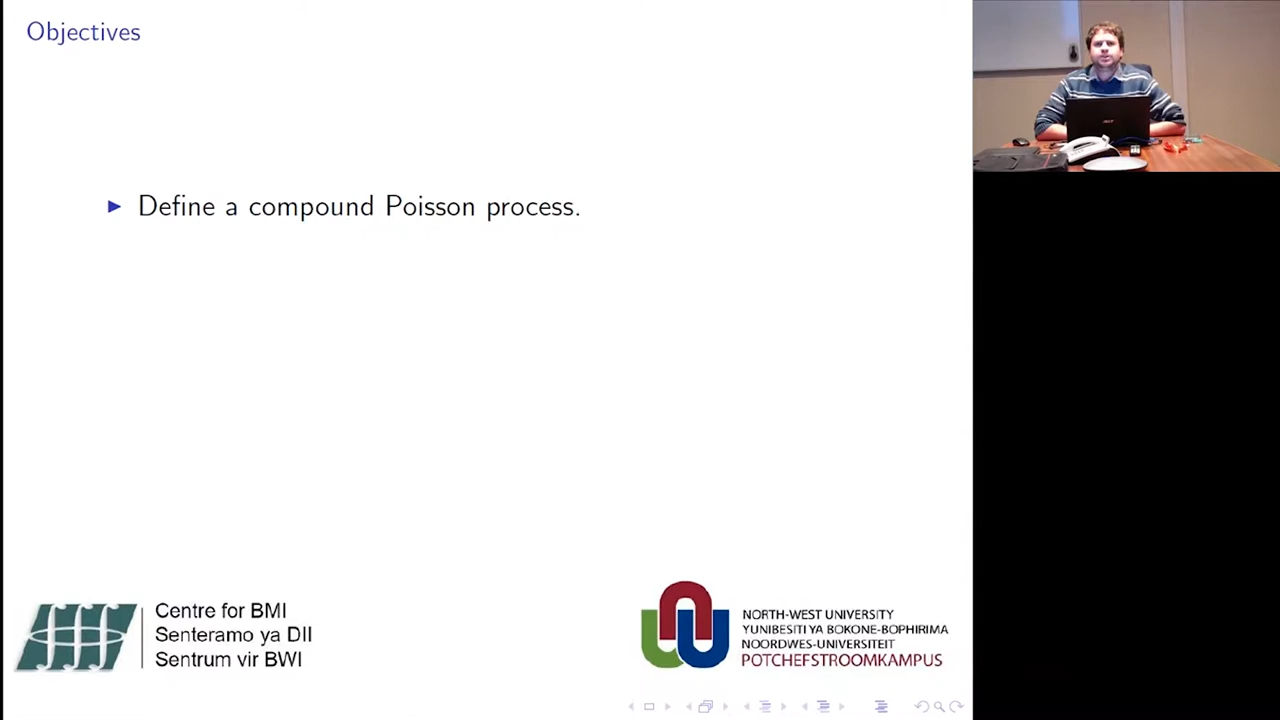 Objectives
Define a compound Poisson process.
Centre for BMI
Senteramo ya DII
Sentrum vir BWI
NORTH-WEST UNIVERSITY
YUNIBESITI YA BOKONE-BOPHIRIMA
NOORDWES-UNIVERSITEIT
POTCHEFSTROOMKAMPUS
acer